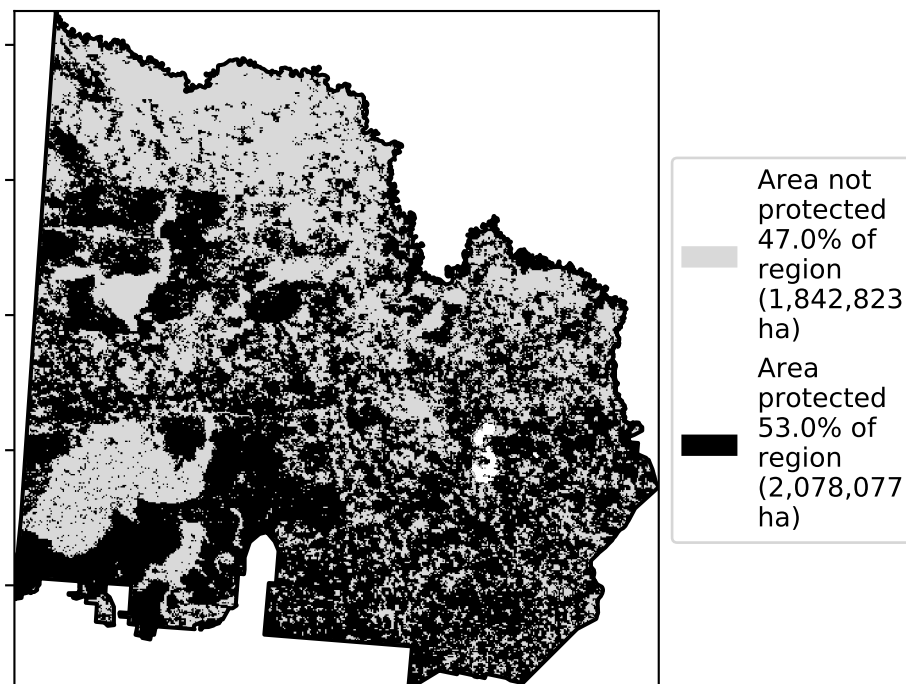 Area not
protected
47.0% of
region
(1,842,823
ha)
Area
protected
53.0% of
region
(2,078,077
ha)